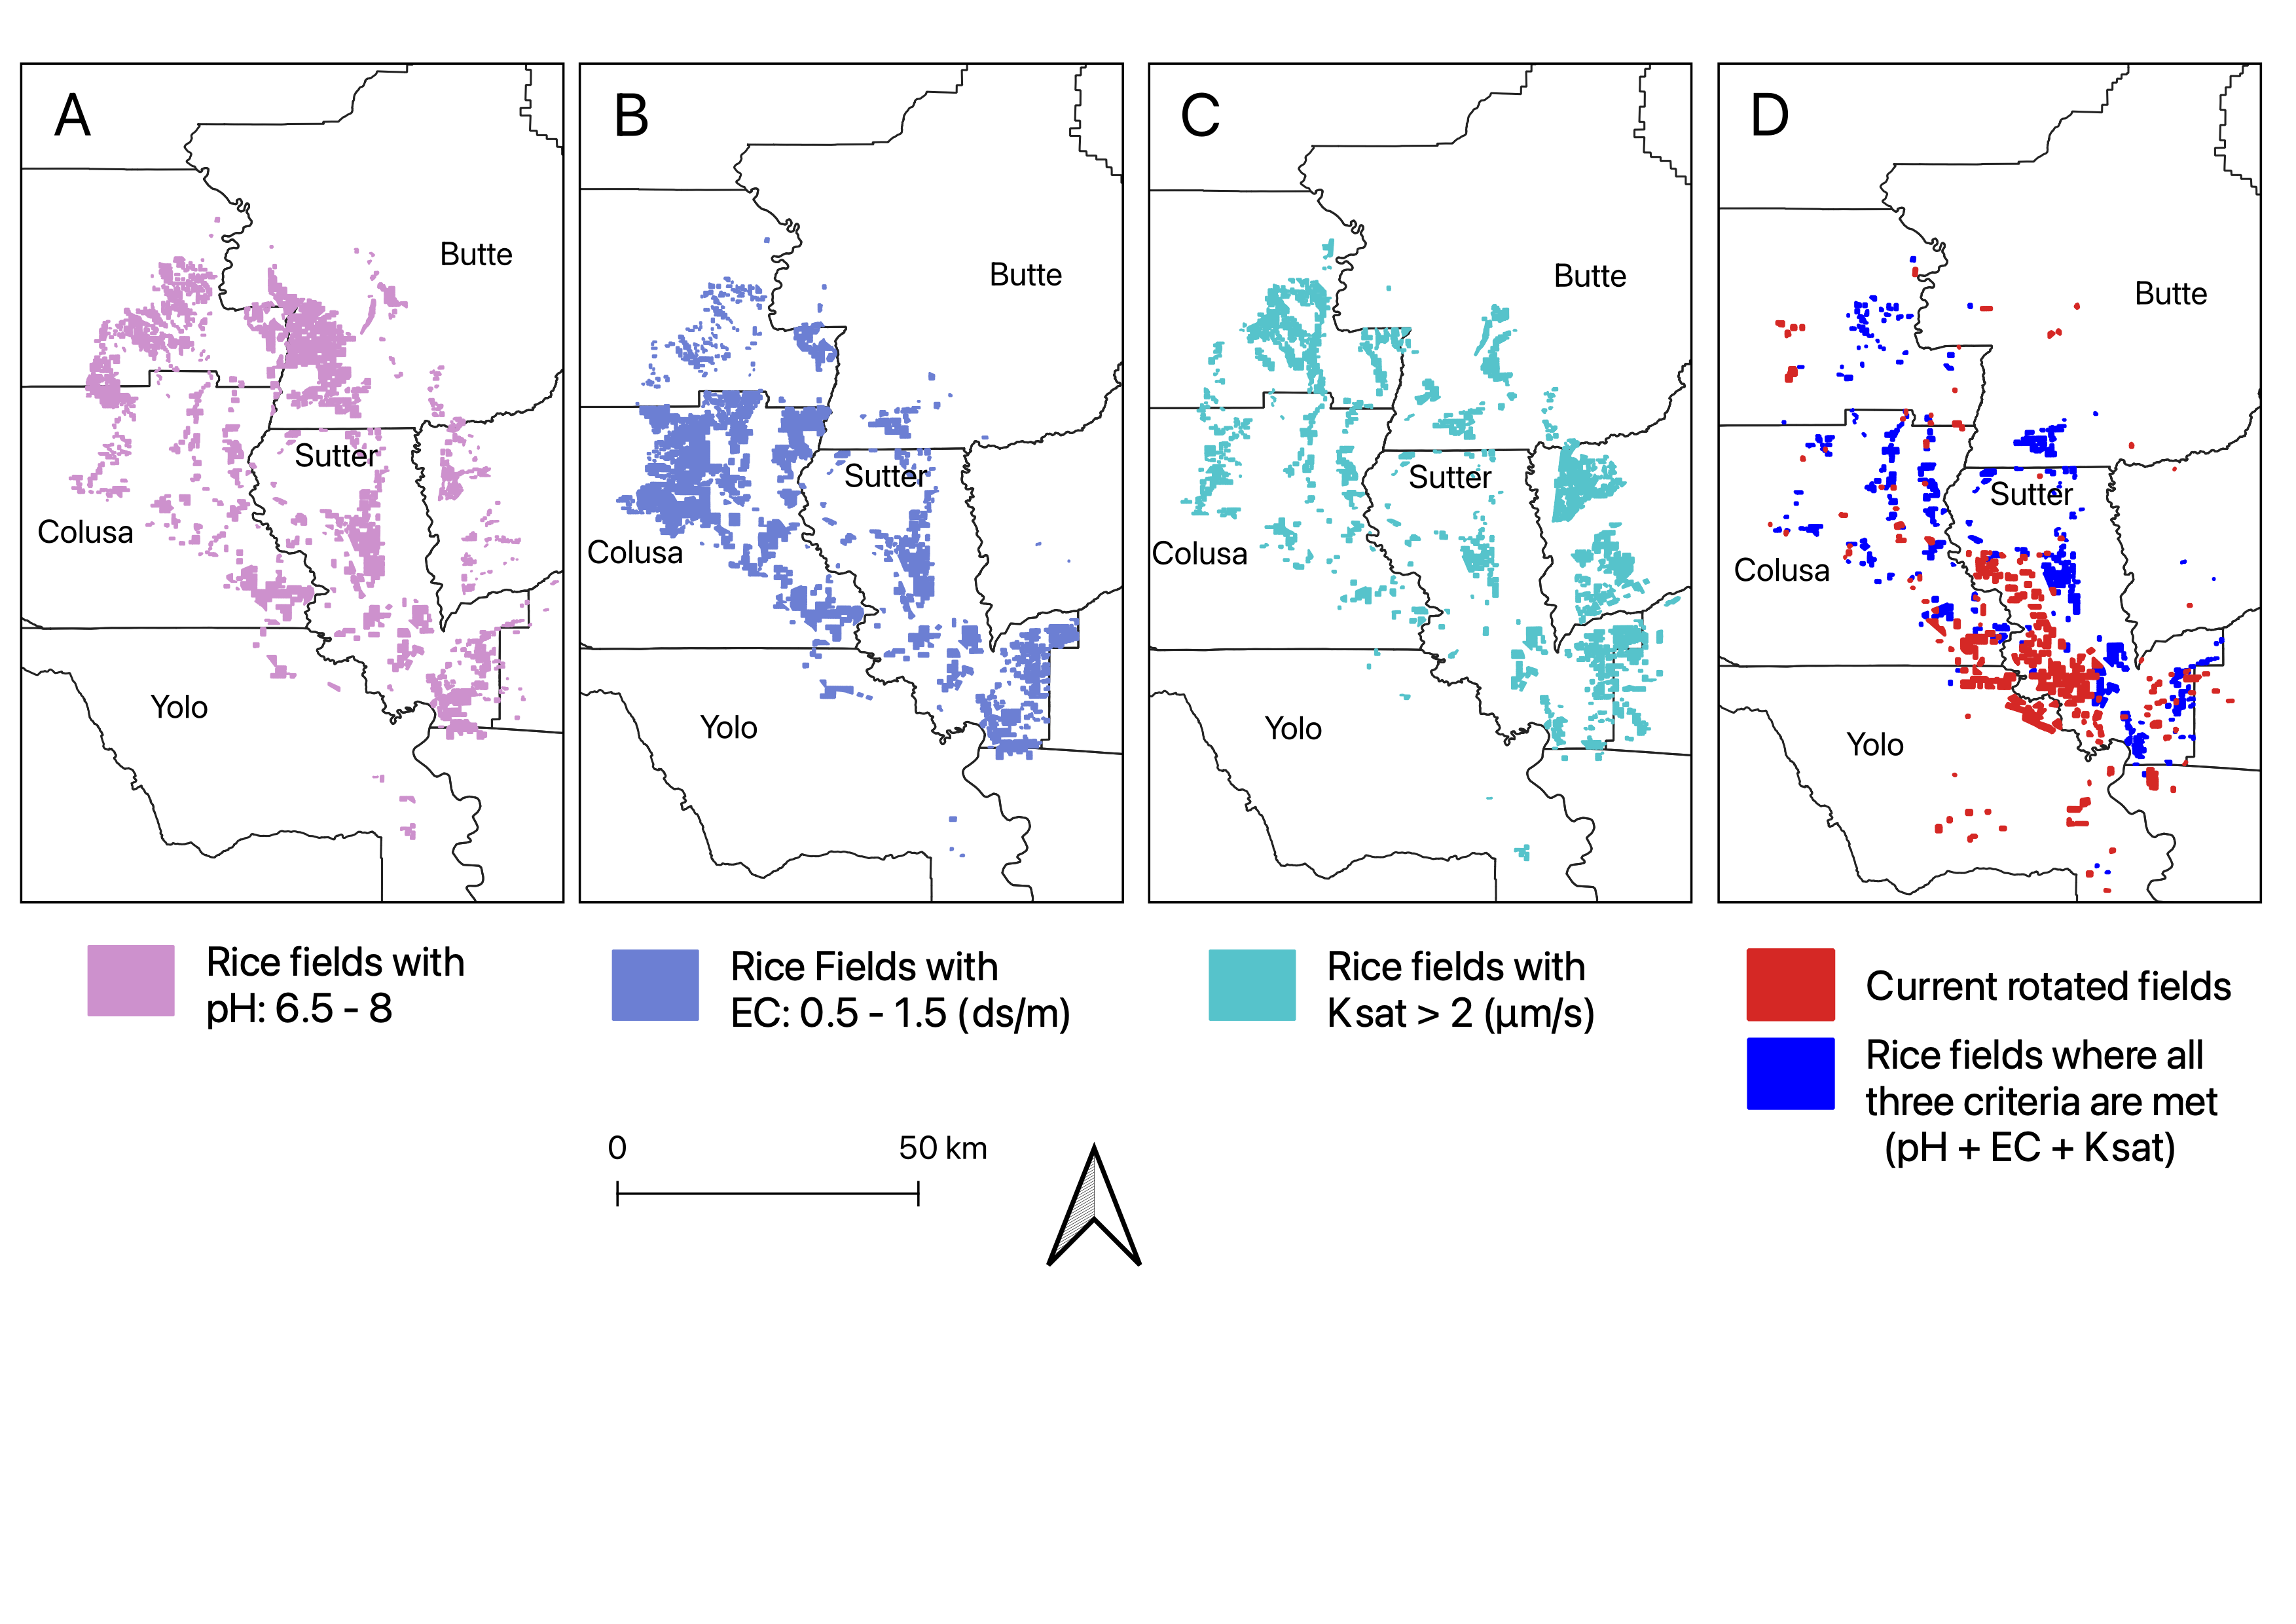 A
Butte
Sutter
Colusa
Yolo
B
Butte
Sutter
Colusa
Yolo
C
Butte
Sutter
Colusa
Yolo
D
Butte
Sutter
Colusa
Yolo
Rice fields with
pH: 6.5 - 8
Rice Fields with
EC: 0.5 - 1.5 (ds/m)
Rice fields with
Ksat > 2 (µm/s)
Current rotated fields
Rice fields where all
three criteria are met
(pH + EC + Ksat)
0 50 km